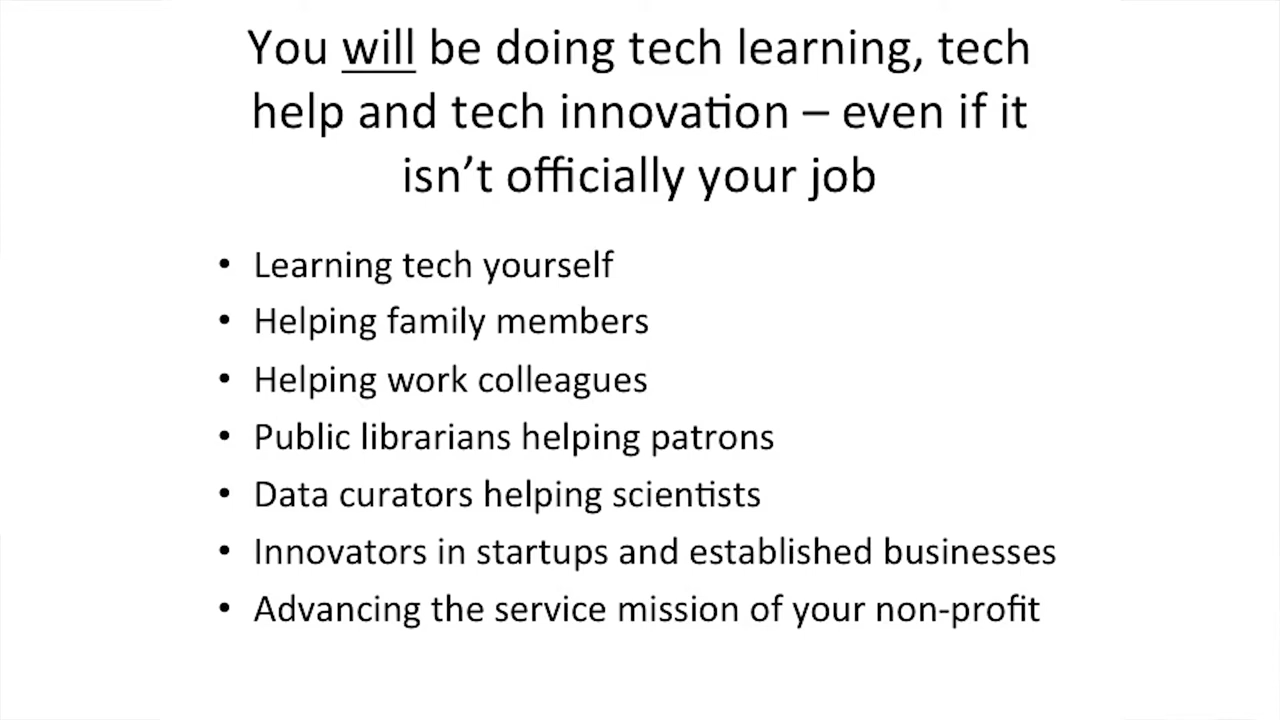 You will be doing tech learning, tech
help and tech innovation – even if it
isn’t officially your job
• Learning tech yourself
• Helping family members
• Helping work colleagues
• Public librarians helping patrons
• Data curators helping scientists
• Innovators in startups and established businesses
• Advancing the service mission of your non-profit